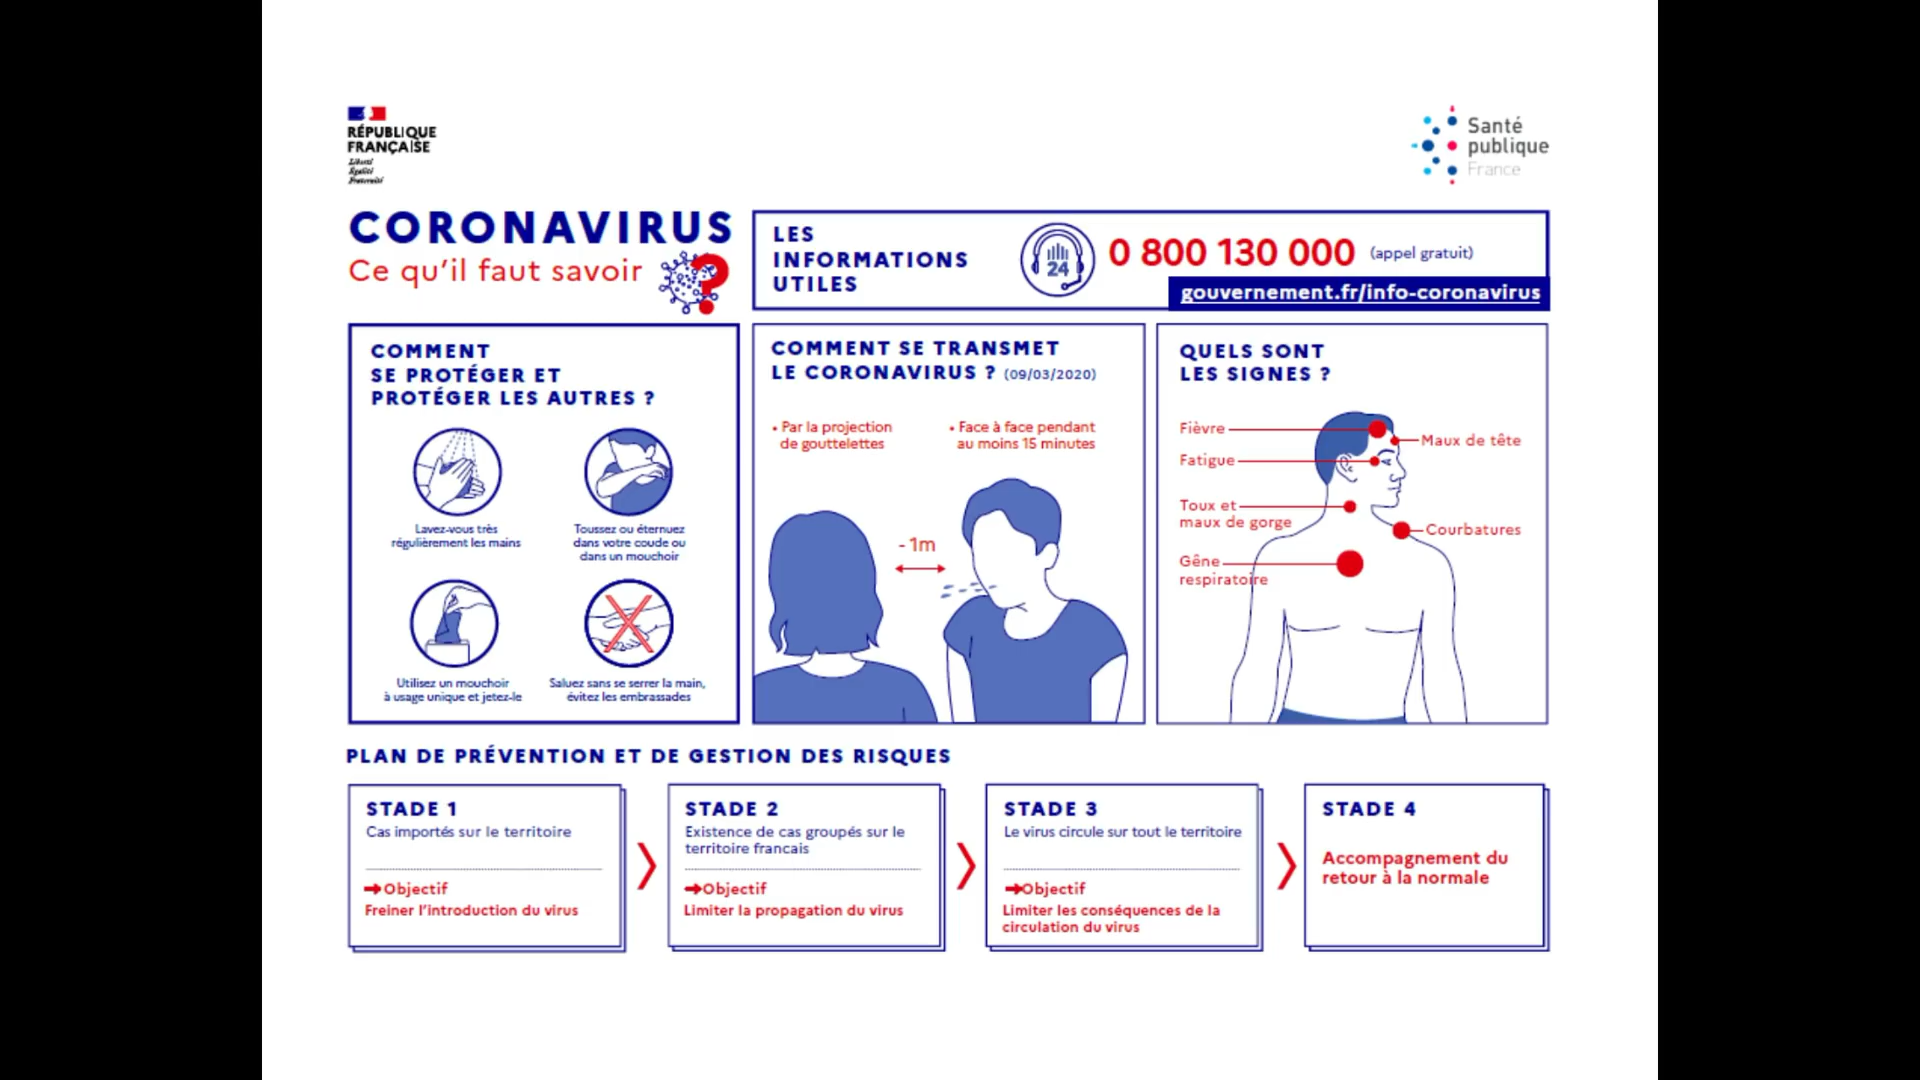 RÉPUBLIQUE
FRANÇAISE
Liberté
Égalité
Fraternité
Santé
publique
France
CORONAVIRUS
Ce qu’il faut savoir
LES
INFORMATIONS
UTILES
24
0 800 130 000 (appel gratuit)
gouvernement.fr/info-coronavirus
COMMENT
SE PROTÉGER ET
PROTÉGER LES AUTRES ?
Lavez-vous très
régulièrement les mains
Toussez ou éternuez
dans votre coude ou
dans un mouchoir
Utilisez un mouchoir
à usage unique et jetez-le
Saluez sans se serrer la main,
évitez les embrassades
COMMENT SE TRANSMET
LE CORONAVIRUS ? (09/03/2020)
• Par la projection
de gouttelettes
• Face à face pendant
au moins 15 minutes
- 1m
QUELS SONT
LES SIGNES ?
Fièvre
Maux de tête
Fatigue
Toux et
maux de gorge
Courbatures
Gêne
respiratoire
PLAN DE PRÉVENTION ET DE GESTION DES RISQUES
STADE 1
Cas importés sur le territoire
Objectif
Freiner l’introduction du virus
STADE 2
Existence de cas groupés sur le
territoire francais
Objectif
Limiter la propagation du virus
STADE 3
Le virus circule sur tout le territoire
Objectif
Limiter les conséquences de la
circulation du virus
STADE 4
Accompagnement du
retour à la normale